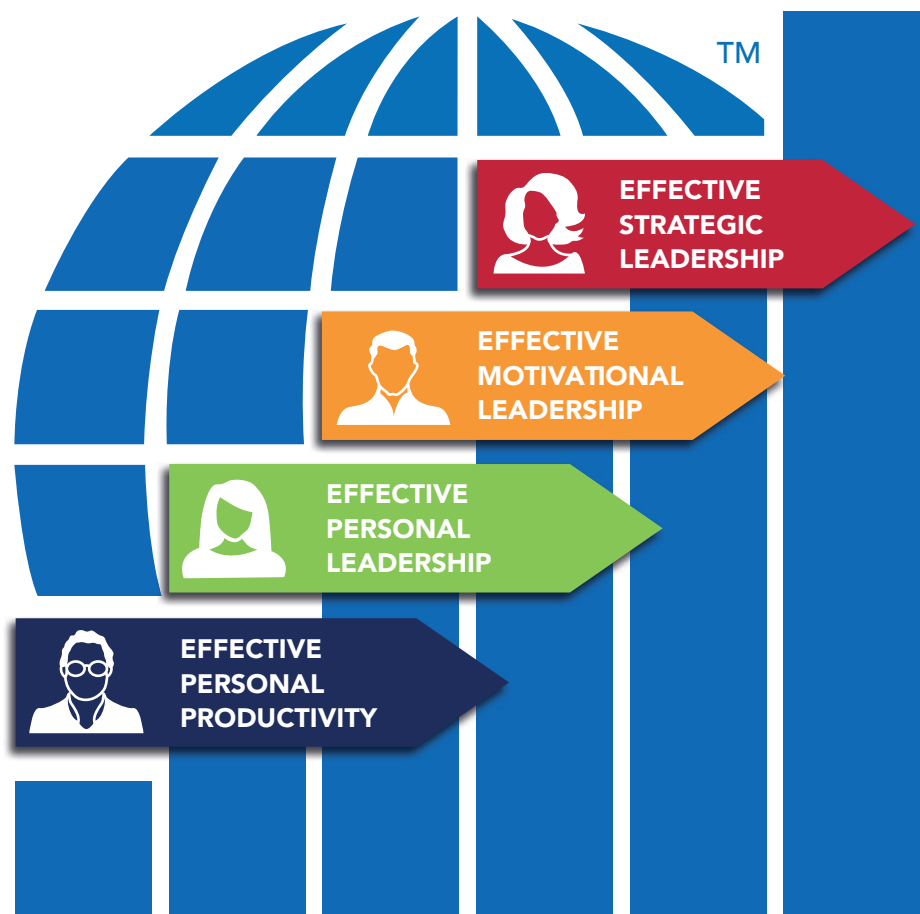 TM
EFFECTIVE
STRATEGIC
LEADERSHIP
EFFECTIVE
MOTIVATIONAL
LEADERSHIP
EFFECTIVE
PERSONAL
LEADERSHIP
EFFECTIVE
PERSONAL
PRODUCTIVITY